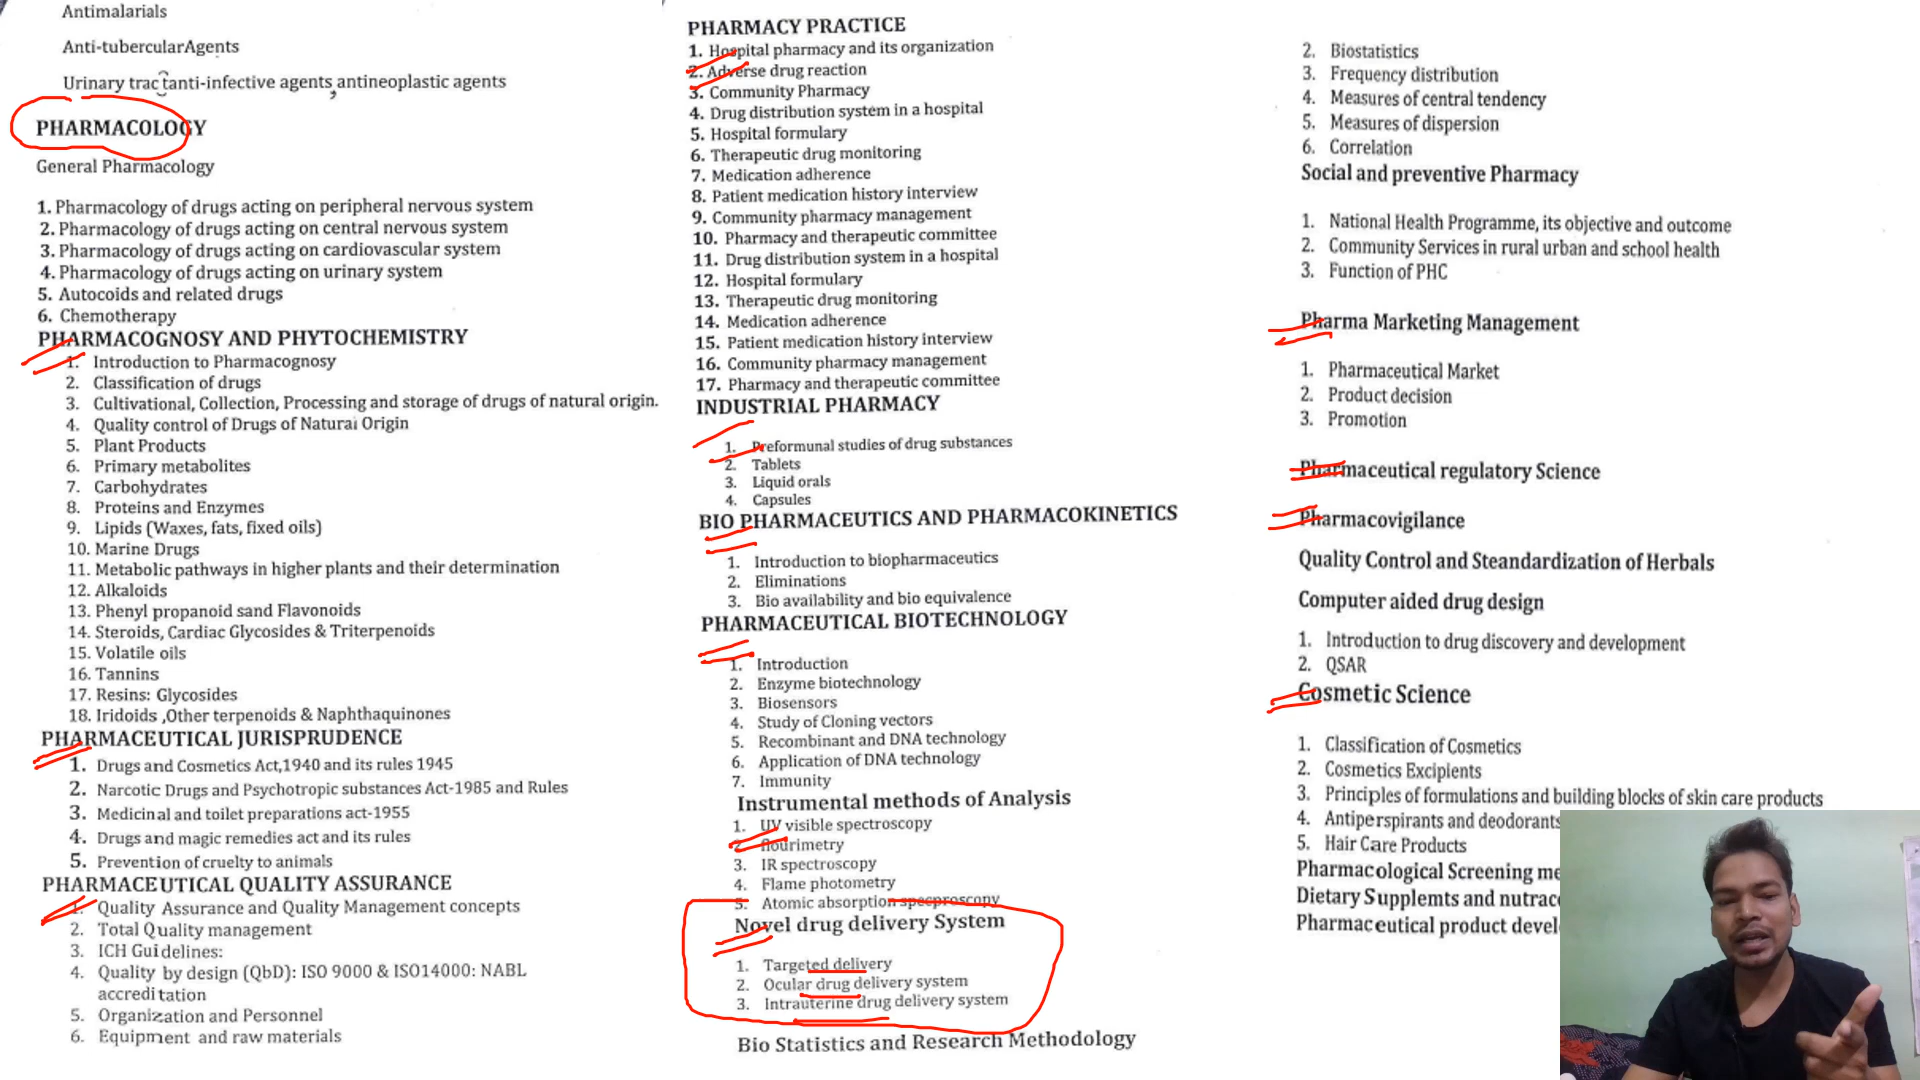 Antimalarials
Anti-tubercularAgents
Urinary tract anti-infective agents, antineoplastic agents
PHARMACOLOGY
General Pharmacology
1. Pharmacology of drugs acting on peripheral nervous system
2. Pharmacology of drugs acting on central nervous system
3. Pharmacology of drugs acting on cardiovascular system
4. Pharmacology of drugs acting on urinary system
5. Autocoids and related drugs
6. Chemotherapy
PHARMACOGNOSY AND PHYTOCHEMISTRY
1. Introduction to Pharmacognosy
2. Classification of drugs
3. Cultivational, Collection, Processing and storage of drugs of natural origin.
4. Quality control of Drugs of Natural Origin
5. Plant Products
6. Primary metabolites
7. Carbohydrates
8. Proteins and Enzymes
9. Lipids (Waxes, fats, fixed oils)
10. Marine Drugs
11. Metabolic pathways in higher plants and their determination
12. Alkaloids
13. Phenyl propanoid sand Flavonoids
14. Steroids, Cardiac Glycosides & Triterpenoids
15. Volatile oils
16. Tannins
17. Resins: Glycosides
18. Iridoids ,Other terpenoids & Naphthaquinones
PHARMACEUTICAL JURISPRUDENCE
1. Drugs and Cosmetics Act,1940 and its rules 1945
2. Narcotic Drugs and Psychotropic substances Act-1985 and Rules
3. Medicinal and toilet preparations act-1955
4. Drugs and magic remedies act and its rules
5. Prevention of cruelty to animals
PHARMACEUTICAL QUALITY ASSURANCE
1. Quality Assurance and Quality Management concepts
2. Total Quality management
3. ICH Guidelines:
4. Quality by design (QbD): ISO 9000 & ISO14000: NABL
accreditation
5. Organization and Personnel
6. Equipment and raw materials
PHARMACY PRACTICE
1. Hospital pharmacy and its organization
2. Adverse drug reaction
3. Community Pharmacy
4. Drug distribution system in a hospital
5. Hospital formulary
6. Therapeutic drug monitoring
7. Medication adherence
8. Patient medication history interview
9. Community pharmacy management
10. Pharmacy and therapeutic committee
11. Drug distribution system in a hospital
12. Hospital formulary
13. Therapeutic drug monitoring
14. Medication adherence
15. Patient medication history interview
16. Community pharmacy management
17. Pharmacy and therapeutic committee
INDUSTRIAL PHARMACY
1. Preformunal studies of drug substances
2. Tablets
3. Liquid orals
4. Capsules
BIO PHARMACEUTICS AND PHARMACOKINETICS
1. Introduction to biopharmaceutics
2. Eliminations
3. Bio availability and bio equivalence
PHARMACEUTICAL BIOTECHNOLOGY
1. Introduction
2. Enzyme biotechnology
3. Biosensors
4. Study of Cloning vectors
5. Recombinant and DNA technology
6. Application of DNA technology
7. Immunity
Instrumental methods of Analysis
1. UV visible spectroscopy
2. flourimetry
3. IR spectroscopy
4. Flame photometry
5. Atomic absorption specproscopy
Novel drug delivery System
1. Targeted delivery
2. Ocular drug delivery system
3. Intrauterine drug delivery system
Bio Statistics and Research Methodology
2. Biostatistics
3. Frequency distribution
4. Measures of central tendency
5. Measures of dispersion
6. Correlation
Social and preventive Pharmacy
1. National Health Programme, its objective and outcome
2. Community Services in rural urban and school health
3. Function of PHC
Pharma Marketing Management
1. Pharmaceutical Market
2. Product decision
3. Promotion
Pharmaceutical regulatory Science
Pharmacovigilance
Quality Control and Steandardization of Herbals
Computer aided drug design
1. Introduction to drug discovery and development
2. QSAR
Cosmetic Science
1. Classification of Cosmetics
2. Cosmetics Excipients
3. Principles of formulations and building blocks of skin care products
4. Antiperspirants and deodorants
5. Hair Care Products
Pharmacological Screening me
Dietary Supplemts and nutrac
Pharmaceutical product devel